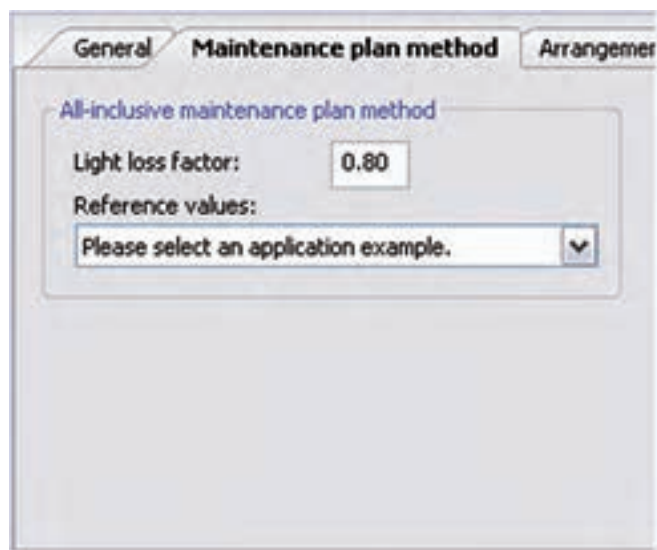 General Maintenance plan method Arrangemen
All-inclusive maintenance plan method
Light loss factor: 0.80
Reference values:
Please select an application example.